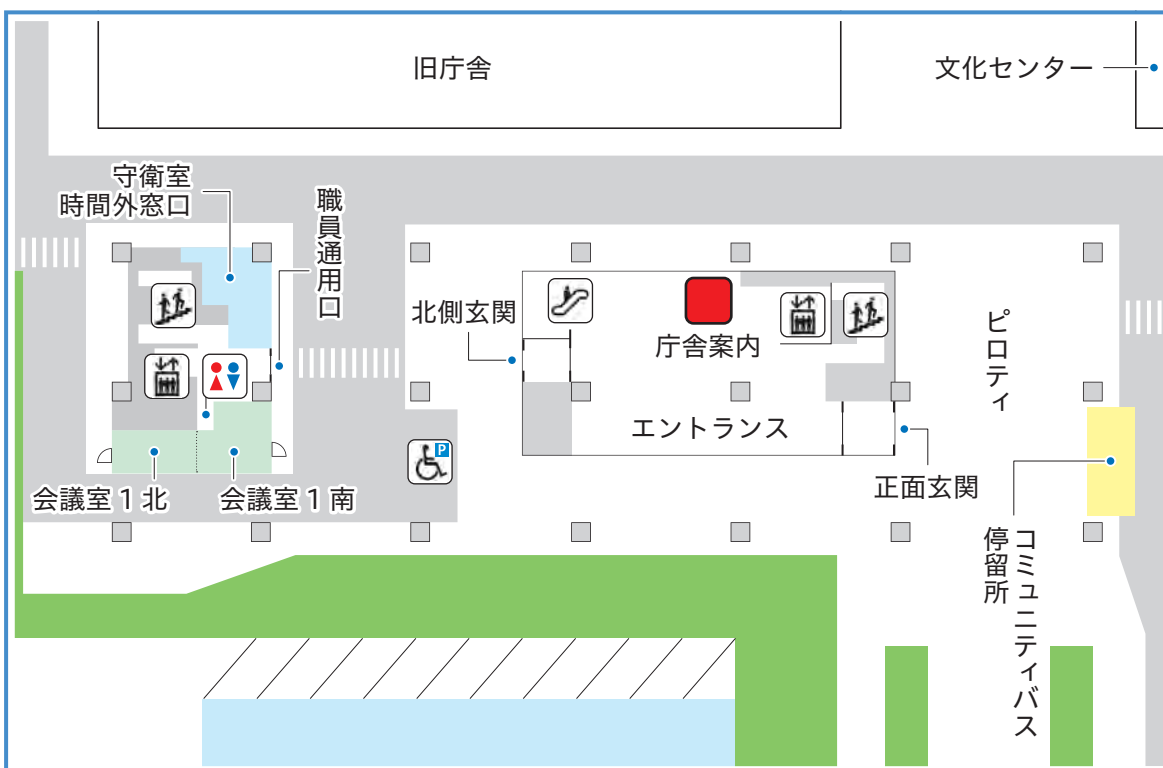 旧庁舎
文化センター
守衛室
時間外窓口
職員通用口
北側玄関
庁舎案内
ピロティ
エントランス
P
会議室1北
会議室1南
正面玄関
コミュニティバス
停留所